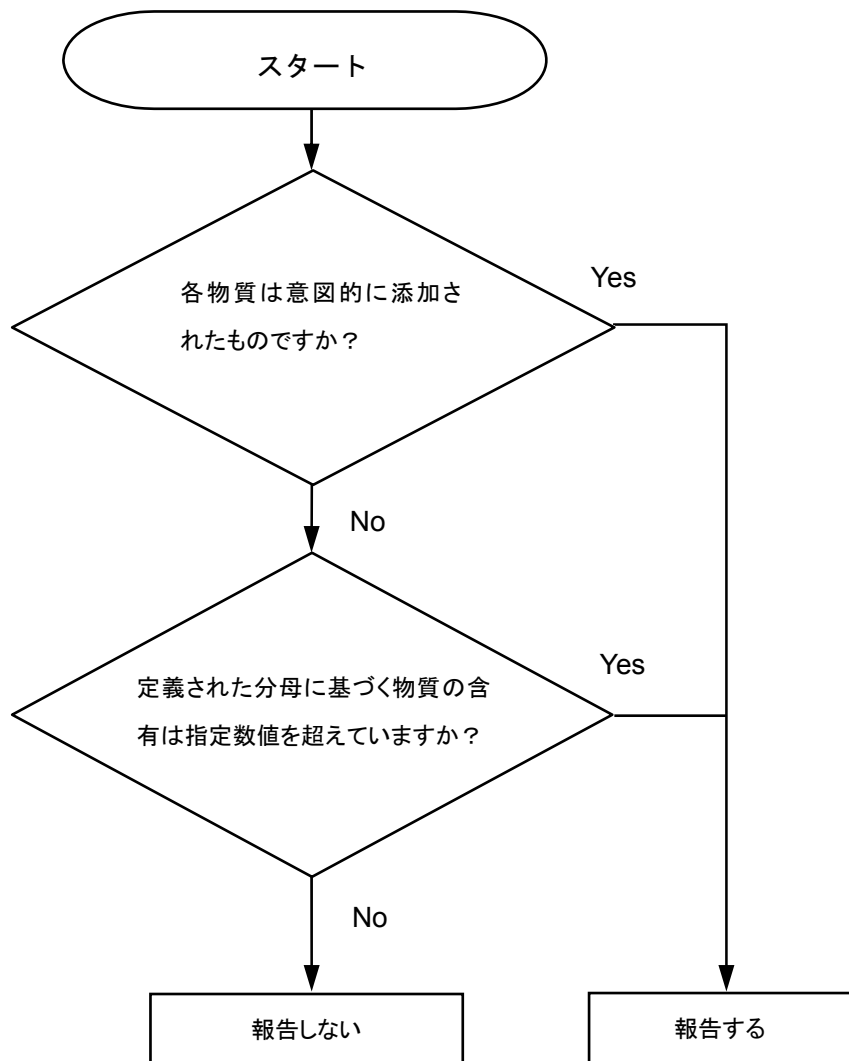 スタート
各物質は意図的に添加さ
れたものですか？
Yes
No
定義された分母に基づく物質の含
有は指定数値を超えていますか？
Yes
No
報告しない
報告する